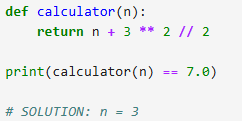 def calculator(n):
    return n + 3 ** 2 // 2
print(calculator(n) == 7.0)
# SOLUTION: n = 3